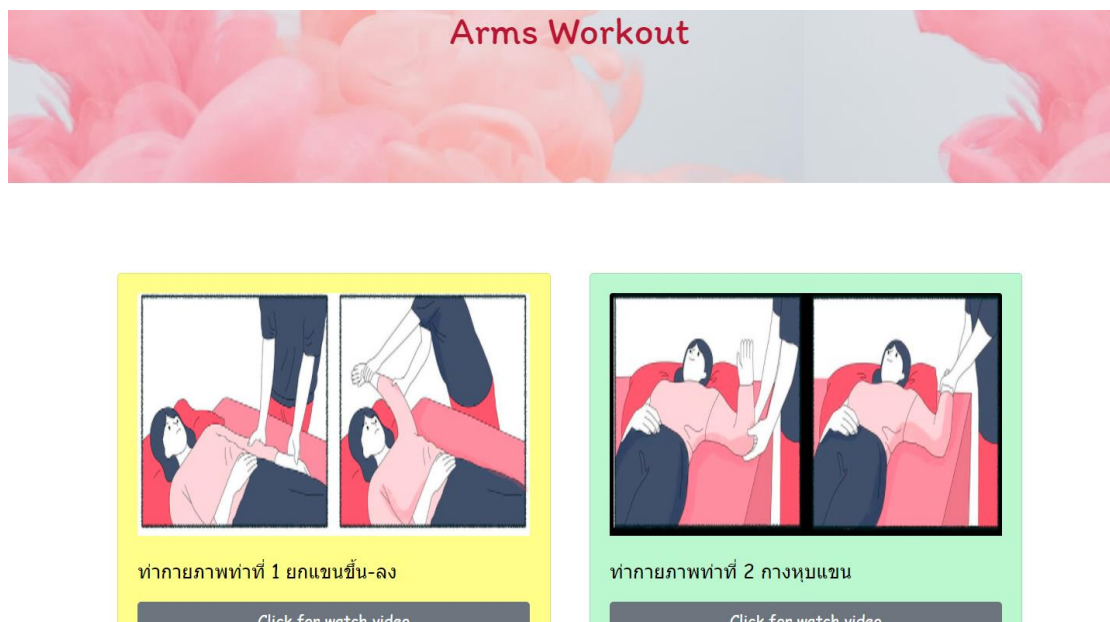 Arms Workout
ท่ากายภาพท่าที่ 1 ยกแขนขึ้น-ลง
Click for watch video
ท่ากายภาพท่าที่ 2 กางหุบแขน
Click for watch video